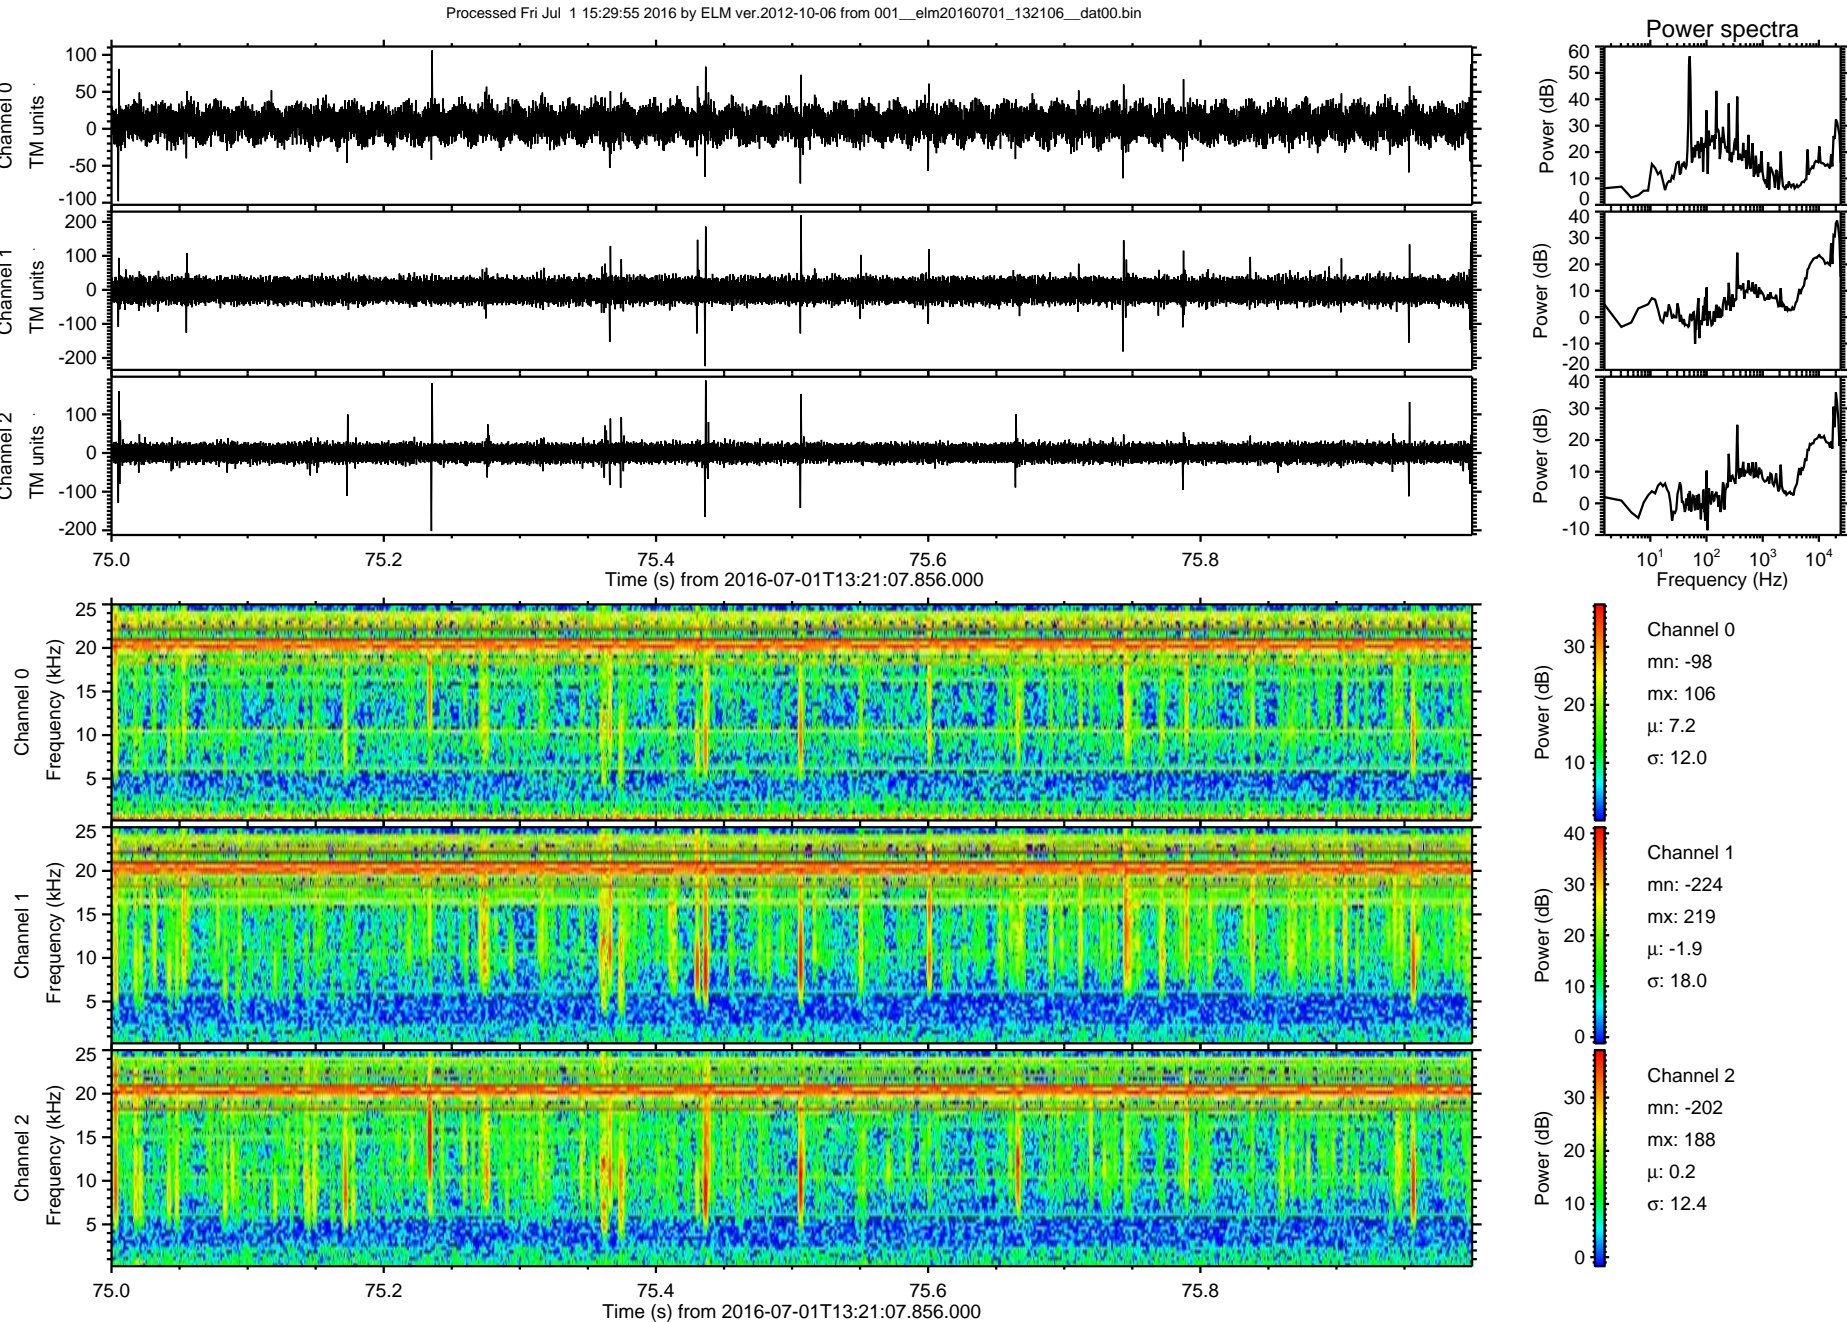 Processed Fri Jul 1 15:29:55 2016 by ELM ver.2012-10-06 from 001__elm20160701_132106__dat00.bin
Power spectra
Channel 0
TM units
100
50
0
-50
-100
Power (dB)
60
50
40
30
20
10
0
Channel 1
TM units
200
100
0
-100
-200
Power (dB)
40
30
20
10
0
-10
-20
Channel 2
TM units
100
0
-100
-200
Power (dB)
40
30
20
10
0
-10
75.0 75.2 75.4 75.6 75.8
Time (s) from 2016-07-01T13:21:07.856.000
10^1 10^2 10^3 10^4
Frequency (Hz)
Channel 0
Frequency (kHz)
25
20
15
10
5
Power (dB)
30
20
10
Channel 0
mn: -98
mx: 106
μ: 7.2
σ: 12.0
Channel 1
Frequency (kHz)
25
20
15
10
5
Power (dB)
40
30
20
10
0
Channel 1
mn: -224
mx: 219
μ: -1.9
σ: 18.0
Channel 2
Frequency (kHz)
25
20
15
10
5
Power (dB)
30
20
10
0
Channel 2
mn: -202
mx: 188
μ: 0.2
σ: 12.4
75.0 75.2 75.4 75.6 75.8
Time (s) from 2016-07-01T13:21:07.856.000